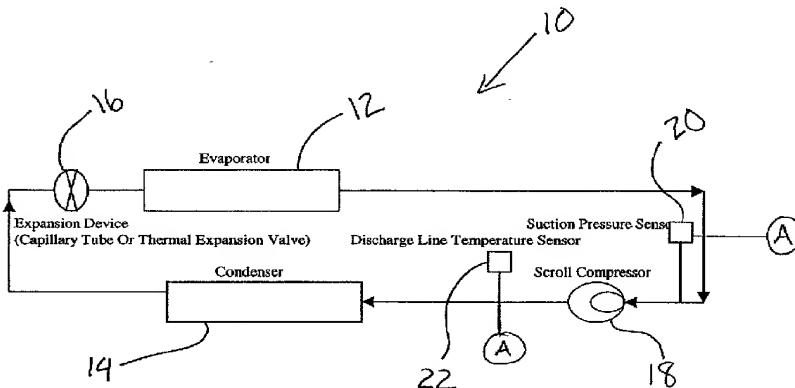 10
16
12
20
Evaporator
Expansion Device
(Capillary Tube Or Thermal Expansion Valve)
Suction Pressure Senso
A
Discharge Line Temperature Sensor
Condenser
Scroll Compressor
A
14
22
18